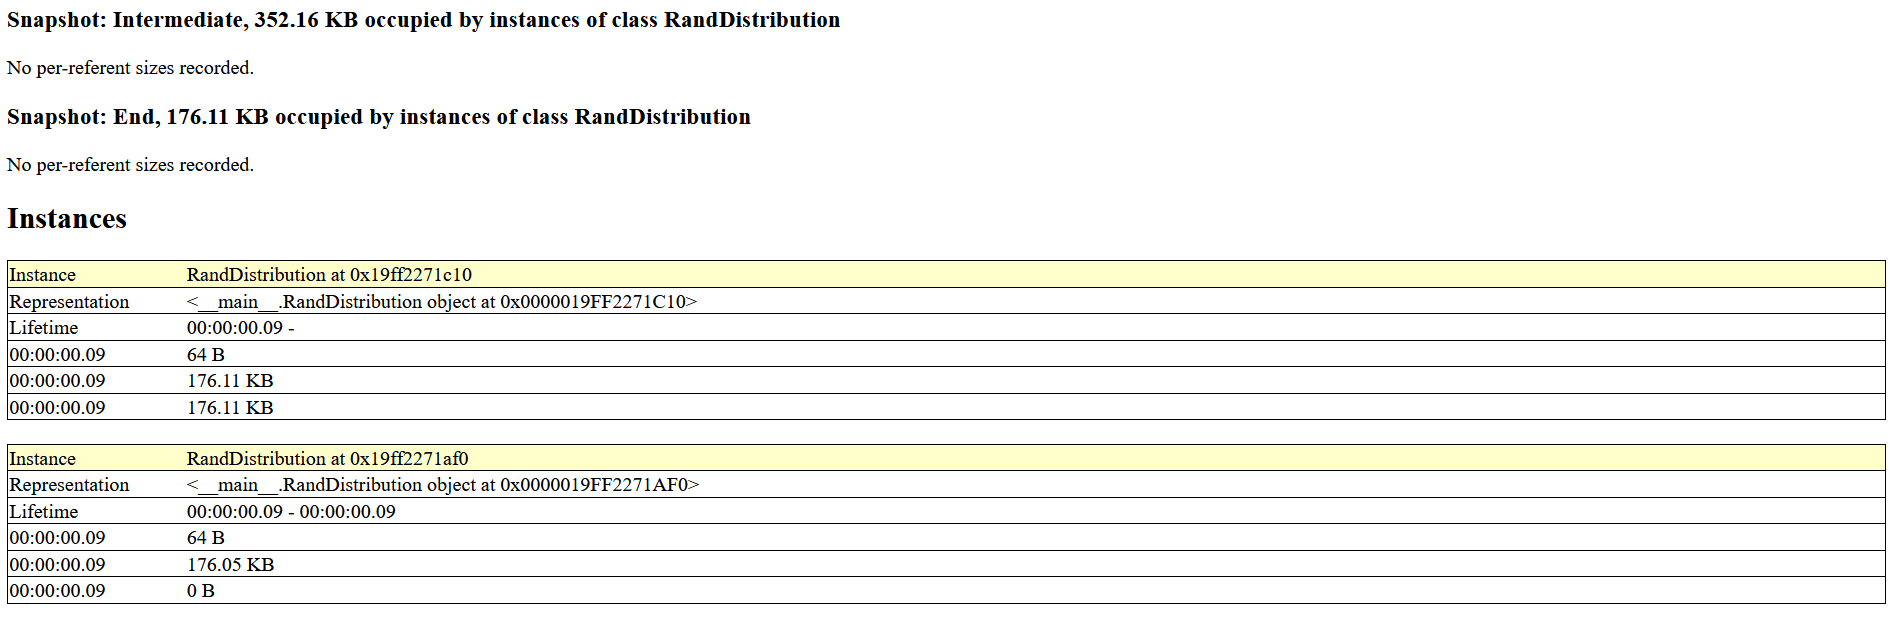 Snapshot: Intermediate, 352.16 KB occupied by instances of class RandDistribution
No per-referent sizes recorded.
Snapshot: End, 176.11 KB occupied by instances of class RandDistribution
No per-referent sizes recorded.
Instances
Instance RandDistribution at 0x19ff2271c10
Representation <__main__.RandDistribution object at 0x0000019FF2271C10>
Lifetime 00:00:00.09 -
00:00:00.09 64 B
00:00:00.09 176.11 KB
00:00:00.09 176.11 KB
Instance RandDistribution at 0x19ff2271af0
Representation <__main__.RandDistribution object at 0x0000019FF2271AF0>
Lifetime 00:00:00.09 - 00:00:00.09
00:00:00.09 64 B
00:00:00.09 176.05 KB
00:00:00.09 0 B